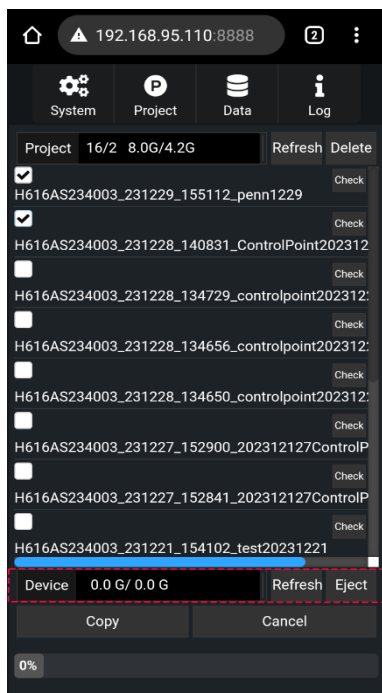 192.168.95.110:8888 2
System Project Data Log
Project 16/2 8.0G/4.2G Refresh Delete
Check
H616AS234003_231229_155112_penn1229
Check
H616AS234003_231228_140831_ControlPoint202312
Check
H616AS234003_231228_134729_controlpoint202312
Check
H616AS234003_231228_134656_controlpoint202312
Check
H616AS234003_231228_134650_controlpoint202312
Check
H616AS234003_231227_152900_202312127ControlP
Check
H616AS234003_231227_152841_202312127ControlP
Check
H616AS234003_231221_154102_test20231221
Device 0.0 G/ 0.0 G Refresh Eject
Copy Cancel
0%